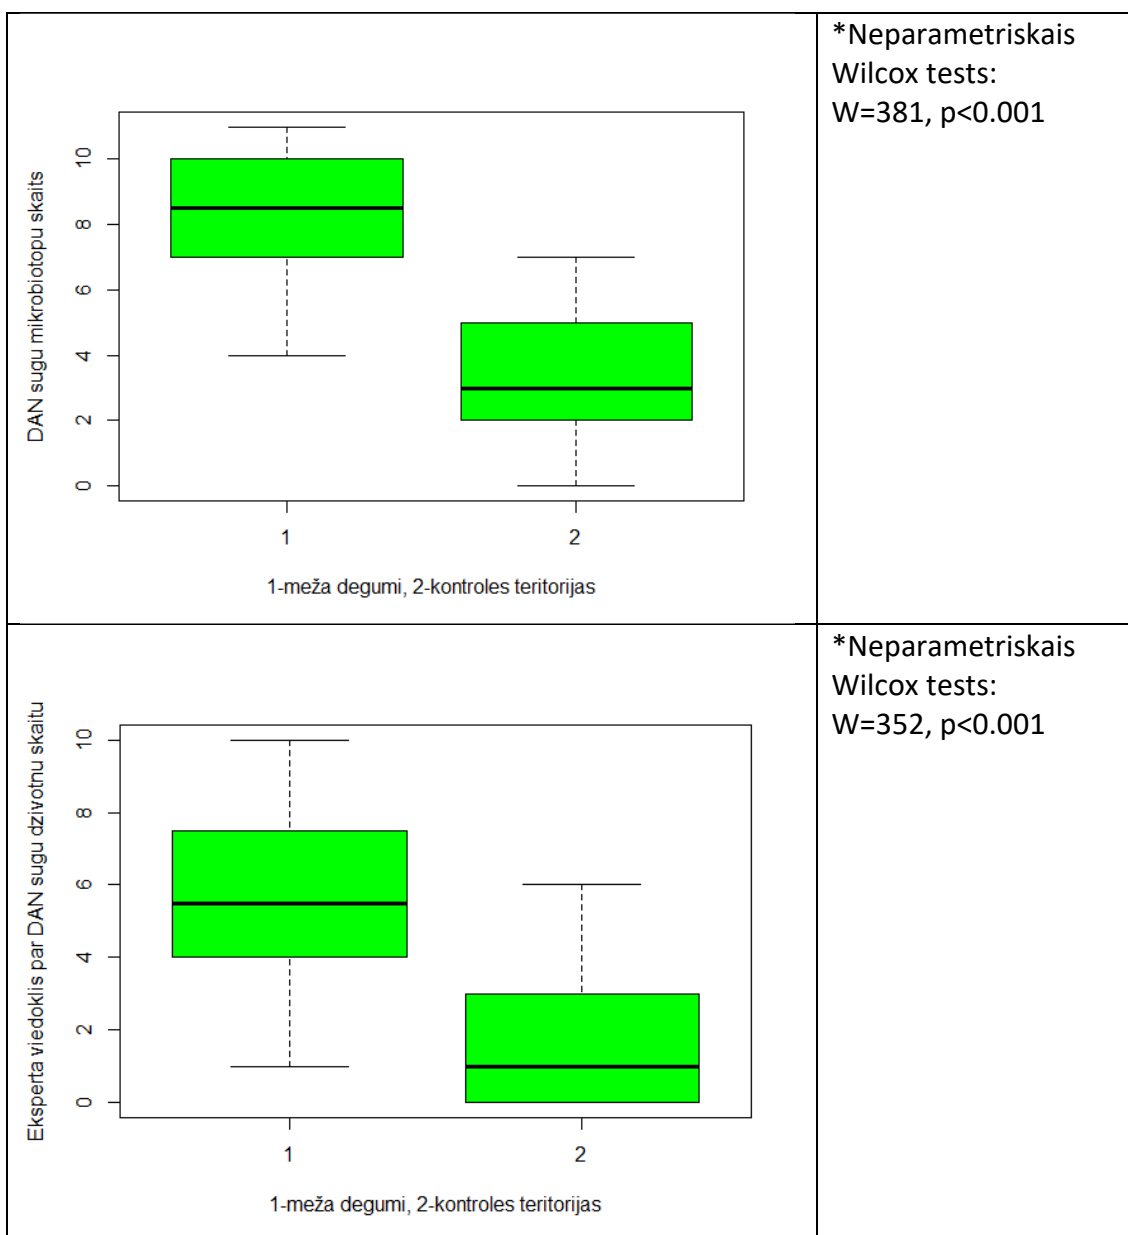 DAN sugu mikrobiotopu skaits
10
8
6
4
2
0
1 2
1-meža degumi, 2-kontroles teritorijas
*Neparametriskais
Wilcox tests:
W=381, p<0.001
Eksperta viedoklis par DAN sugu dzivotnu skaitu
10
8
6
4
2
0
1 2
1-meža degumi, 2-kontroles teritorijas
*Neparametriskais
Wilcox tests:
W=352, p<0.001